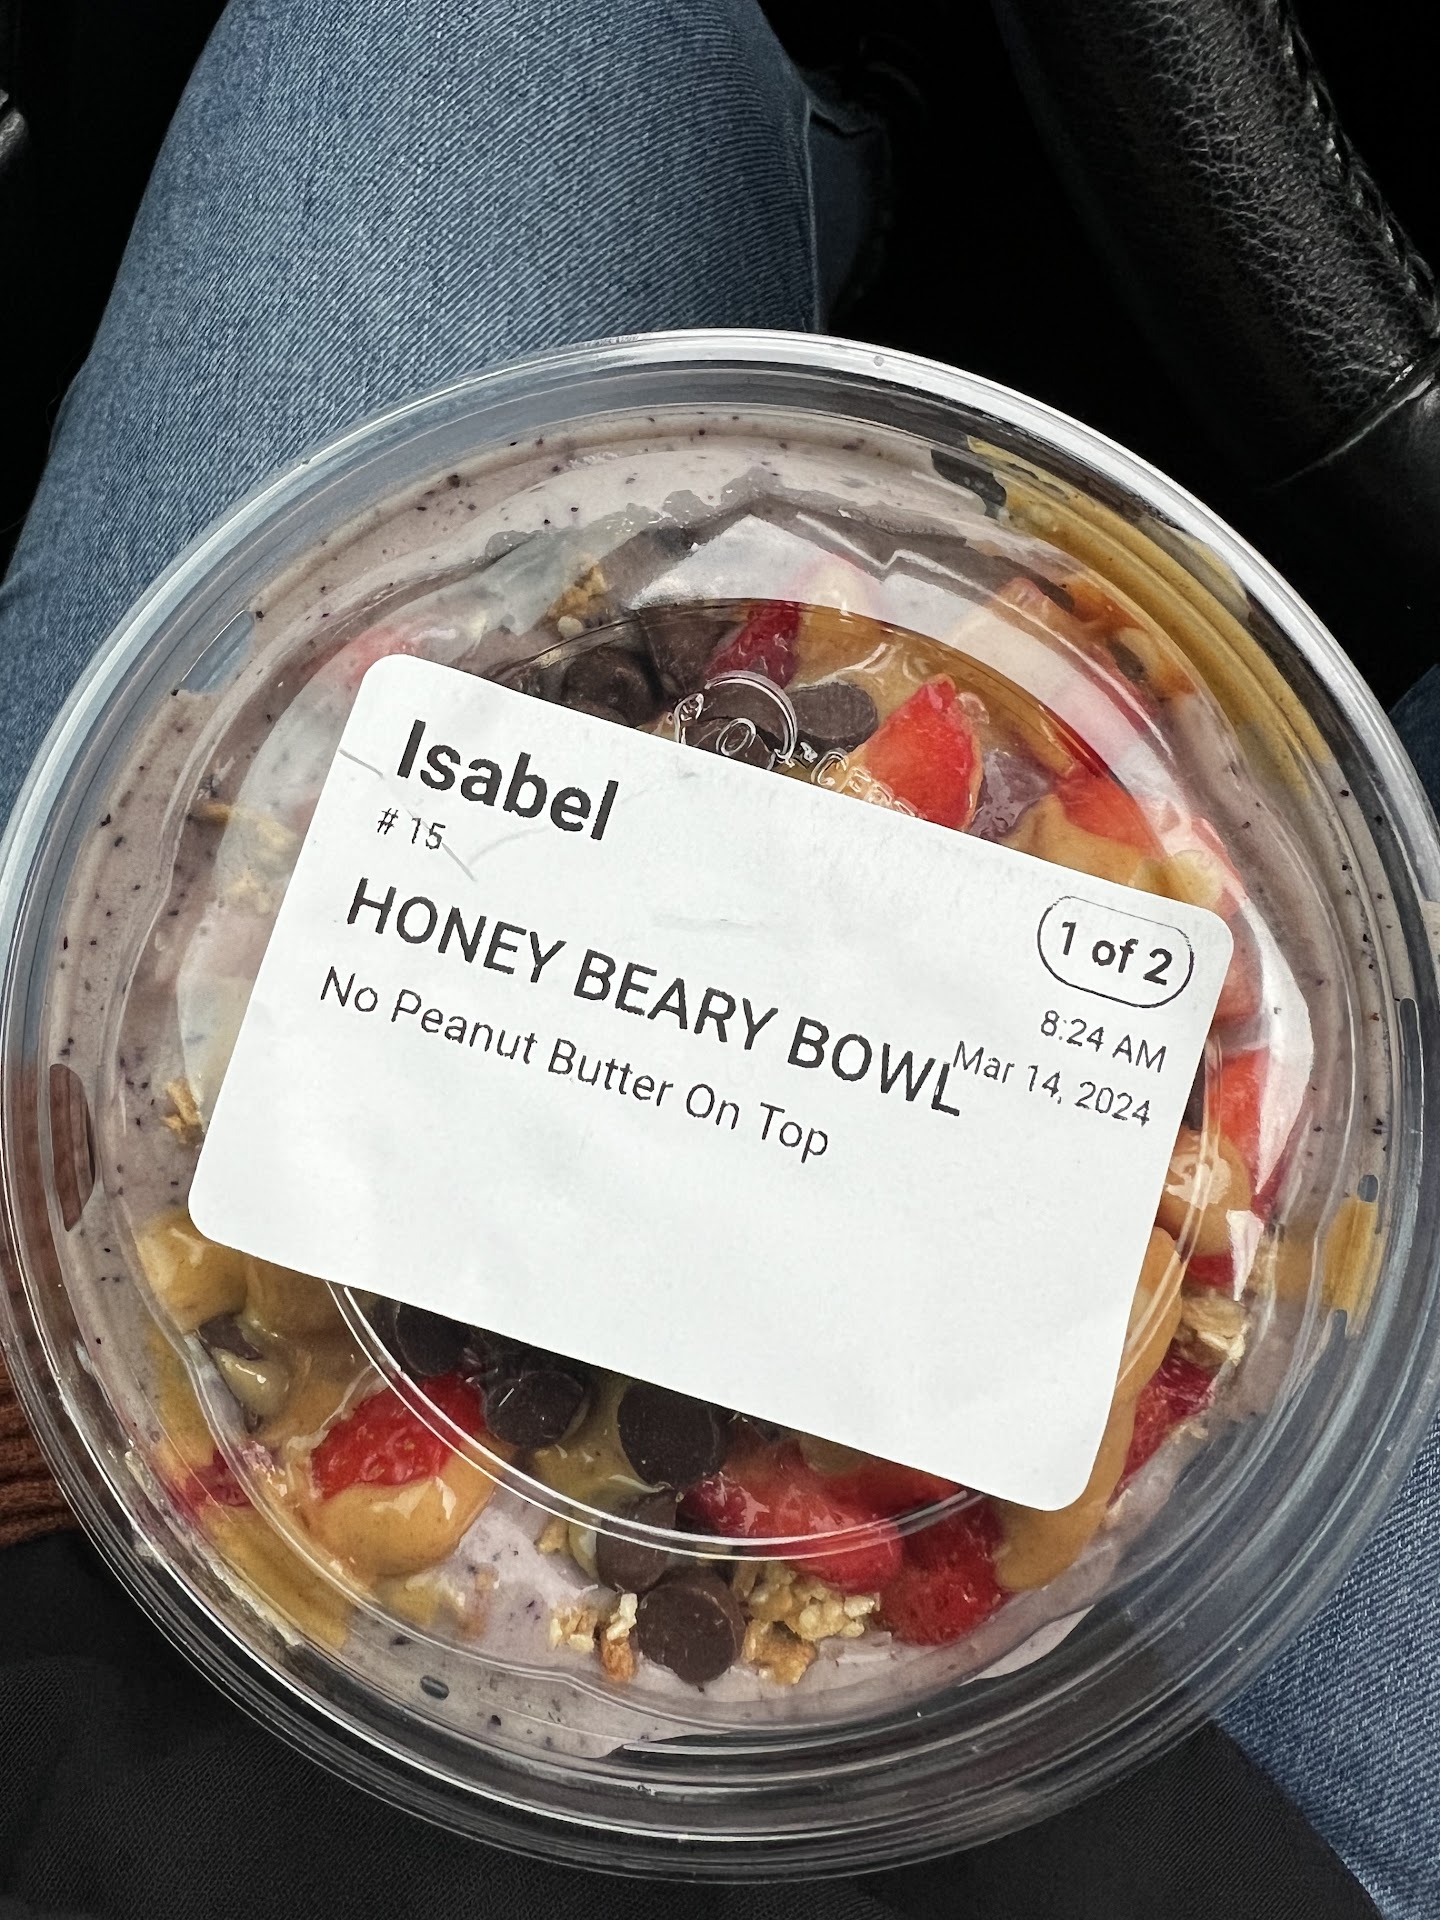 Isabel
# 15
1 of 2
HONEY BEARY BOWL
8:24 AM
No Peanut Butter On Top
Mar 14, 2024